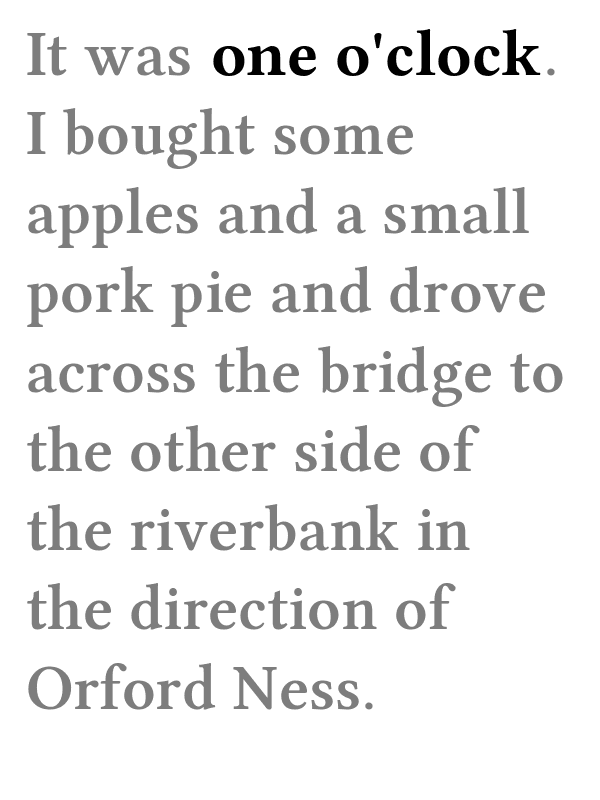 It was one o'clock.
I bought some
apples and a small
pork pie and drove
across the bridge to
the other side of
the riverbank in
the direction of
Orford Ness.